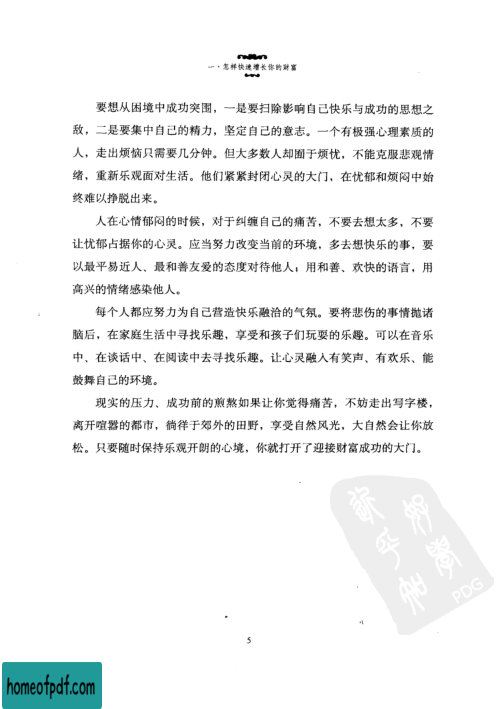 一·怎样快速增长你的财富
要想从困境中成功突围，一是要扫除影响自己快乐与成功的思想之
敌，二是要集中自己的精力，坚定自己的意志。一个有极强心理素质的
人，走出烦恼只需要几分钟。但大多数人却囿于烦忧，不能克服悲观情
绪，重新乐观面对生活。他们紧紧封闭心灵的大门，在忧郁和烦闷中始
终难以挣脱出来。
人在心情郁闷的时候，对于纠缠自己的痛苦，不要去想太多，不要
让忧郁占据你的心灵。应当努力改变当前的环境，多去想快乐的事，要
以最平易近人、最和善友爱的态度对待他人；用和善、欢快的语言，用
高兴的情绪感染他人。
每个人都应努力为自己营造快乐融洽的气氛。要将悲伤的事情抛诸
脑后，在家庭生活中寻找乐趣，享受和孩子们玩耍的乐趣。可以在音乐
中、在谈话中、在阅读中去寻找乐趣。让心灵融入有笑声、有欢乐、能
鼓舞自己的环境。
现实的压力、成功前的煎熬如果让你觉得痛苦，不妨走出写字楼，
离开喧嚣的都市，徜徉于郊外的田野，享受自然风光，大自然会让你放
松。只要随时保持乐观开朗的心境，你就打开了迎接财富成功的大门。
PDG
5
homeofpdf.com